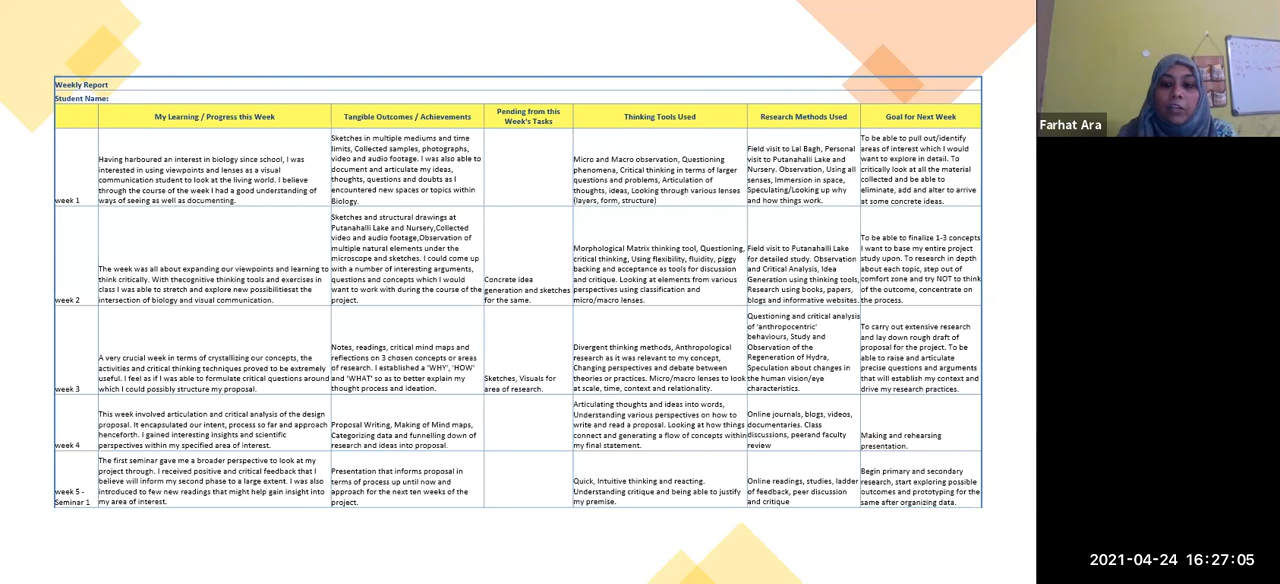 Weekly Report
Student Name:
My Learning / Progress this Week
Tangible Outcomes / Achievements
Pending from this
Week's Tasks
Thinking Tools Used
Research Methods Used
Goal for Next Week
week 1
Having harboured an interest in biology since school, I was
interested in using viewpoints and lenses as a visual
communication student to look at the living world. I believe
through the course of the week I had a good understanding of
ways of seeing as well as documenting.
Sketches in multiple mediums and time
limits, Collected samples, photographs,
video and audio footage. I was also able to
document and articulate my ideas,
thoughts, questions and doubts as I
encountered new spaces or topics within
Biology.
Micro and Macro observation, Questioning
phenomena, Critical thinking in terms of larger
questions and problems, Articulation of
thoughts, ideas, Looking through various lenses
(layers, form, structure)
Field visit to Lal Bagh, Personal
visit to Putanahalli Lake and
Nursery. Observation, Using all
senses, Immersion in space,
Speculating/Looking up why
and how things work.
To be able to pull out/identify
areas of interest which I would
want to explore in detail. To
critically look at all the material
collected and be able to
eliminate, add and alter to arrive
at some concrete ideas.
week 2
The week was all about expanding our viewpoints and learning to
think critically. With thecognitive thinking tools and exercises in
class I was able to stretch and explore new possibilitiesat the
intersection of biology and visual communication.
Sketches and structural drawings at
Putanahalli Lake and Nursery,Collected
video and audio footage,Observation of
multiple natural elements under the
microscope and sketches. I could come up
with a number of interesting arguments,
questions and concepts which I would
want to work with during the course of the
project.
Concrete idea
generation and sketches
for the same.
Morphological Matrix thinking tool, Questioning,
critical thinking, Using flexibility, fluidity, piggy
backing and acceptance as tools for discussion
and critique. Looking at elements from various
perspectives using classification and
micro/macro lenses.
Field visit to Putanahalli Lake
for detailed study. Observation
and Critical Analysis, Idea
Generation using thinking tools,
Research using books, papers,
blogs and informative websites.
To be able to finalize 1-3 concepts
I want to base my entire project
study upon. To research in depth
about each topic, step out of
comfort zone and try NOT to think
of the outcome, concentrate on
the process.
week 3
A very crucial week in terms of crystallizing our concepts, the
activities and critical thinking techniques proved to be extremely
useful. I feel as if I was able to formulate critical questions around
which I could possibly structure my proposal.
Notes, readings, critical mind maps and
reflections on 3 chosen concepts or areas
of research. I established a 'WHY', 'HOW'
and 'WHAT' so as to better explain my
thought process and ideation.
Sketches, Visuals for
area of research.
Divergent thinking methods, Anthropological
research as it was relevant to my concept,
Changing perspectives and debate between
theories or practices. Micro/macro lenses to look
at scale, time, context and relationality.
Questioning and critical analysis
of 'anthropocentric'
behaviours, Study and
Observation of the
Regeneration of Hydra,
Speculation about changes in
the human vision/eye
characteristics.
To carry out extensive research
and lay down rough draft of
proposal for the project. To be
able to raise and articulate
precise questions and arguments
that will establish my context and
drive my research practices.
week 4
This week involved articulation and critical analysis of the design
proposal. It encapsulated our intent, process so far and approach
henceforth. I gained interesting insights and scientific
perspectives within my specified area of interest.
Proposal Writing, Making of Mind maps,
Categorizing data and funnelling down of
research and ideas into proposal.
Articulating thoughts and ideas into words,
Understanding various perspectives on how to
write and read a proposal. Looking at how things
connect and generating a flow of concepts within
my final statement.
Online journals, blogs, videos,
documentaries. Class
discussions, peerand faculty
review
Making and rehearsing
presentation.
week 5 -
Seminar 1
The first seminar gave me a broader perspective to look at my
project through. I received positive and critical feedback that I
believe will inform my second phase to a large extent. I was also
introduced to few new readings that might help gain insight into
my area of interest.
Presentation that informs proposal in
terms of process up until now and
approach for the next ten weeks of the
project.
Quick, Intuitive thinking and reacting.
Understanding critique and being able to justify
my premise.
Online readings, studies, ladder
of feedback, peer discussion
and critique
Begin primary and secondary
research, start exploring possible
outcomes and prototyping for the
same after organizing data.
Farhat Ara
2021-04-24 16:27:05